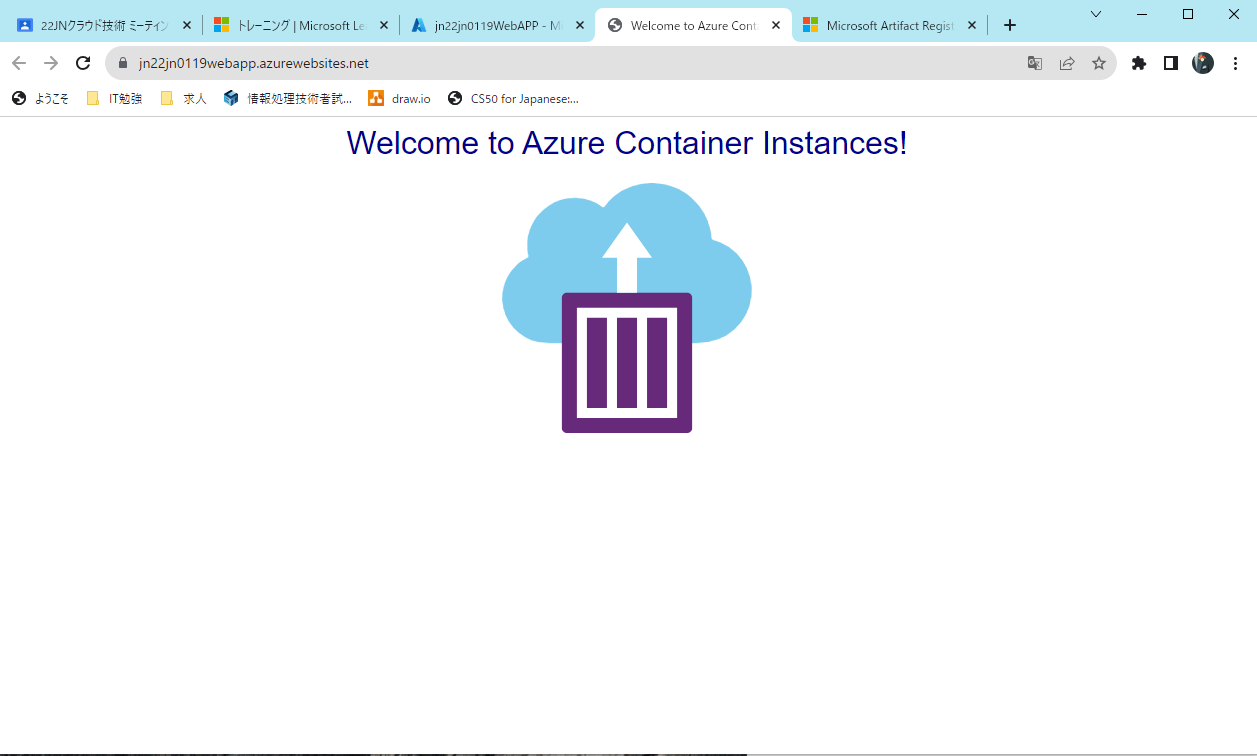 22JNクラウド技術 ミーティン
トレーニング | Microsoft Le
jn22jn0119WebAPP - M
Welcome to Azure Cont
Microsoft Artifact Regist
jn22jn0119webapp.azurewebsites.net
ようこそ
IT勉強
求人
情報処理技術者試...
draw.io
CS50 for Japanese:...
Welcome to Azure Container Instances!